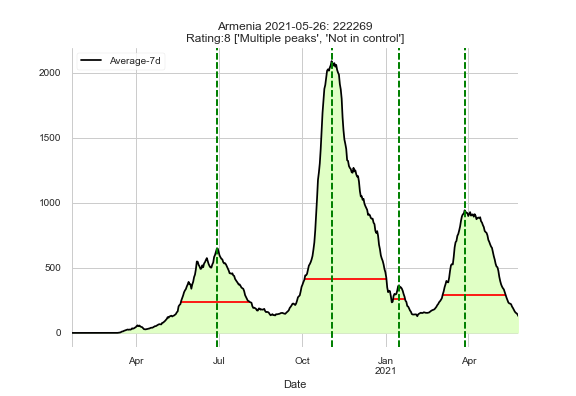 Armenia 2021-05-26: 222269
Rating:8 ['Multiple peaks', 'Not in control']
Average-7d
2000
1500
1000
500
0
Apr
Jul
Oct
Jan
2021
Apr
Date